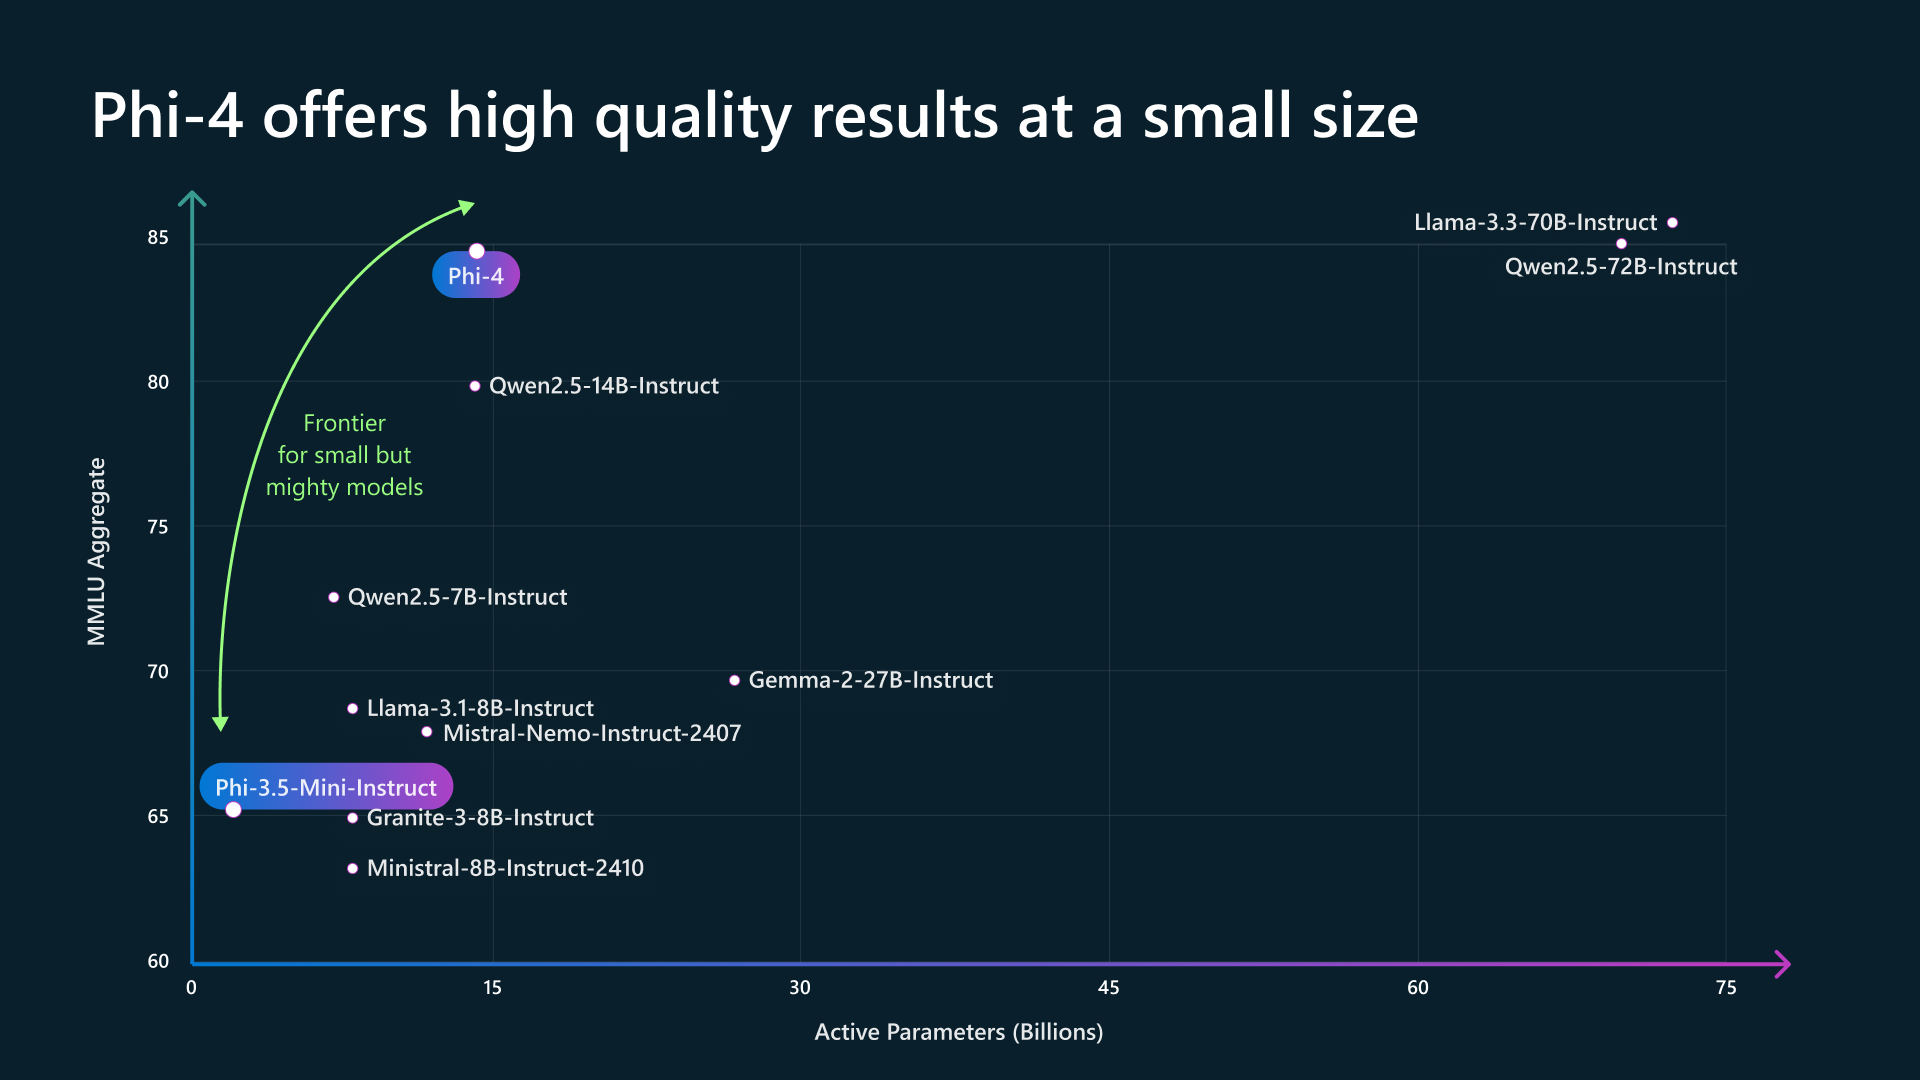 Phi-4 offers high quality results at a small size
MMLU Aggregate
85
80
75
70
65
60
Llama-3.3-70B-Instruct
Qwen2.5-72B-Instruct
Phi-4
Qwen2.5-14B-Instruct
Frontier
for small but
mighty models
Qwen2.5-7B-Instruct
Gemma-2-27B-Instruct
Llama-3.1-8B-Instruct
Mistral-Nemo-Instruct-2407
Phi-3.5-Mini-Instruct
Granite-3-8B-Instruct
Ministral-8B-Instruct-2410
0
15
30
45
60
75
Active Parameters (Billions)